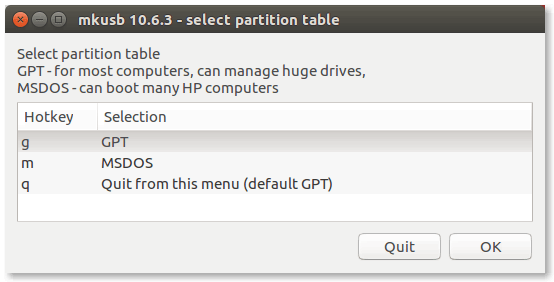 mkusb 10.6.3 - select partition table
Select partition table
GPT - for most computers, can manage huge drives,
MSDOS - can boot many HP computers
Hotkey Selection
g GPT
m MSDOS
q Quit from this menu (default GPT)
Quit OK